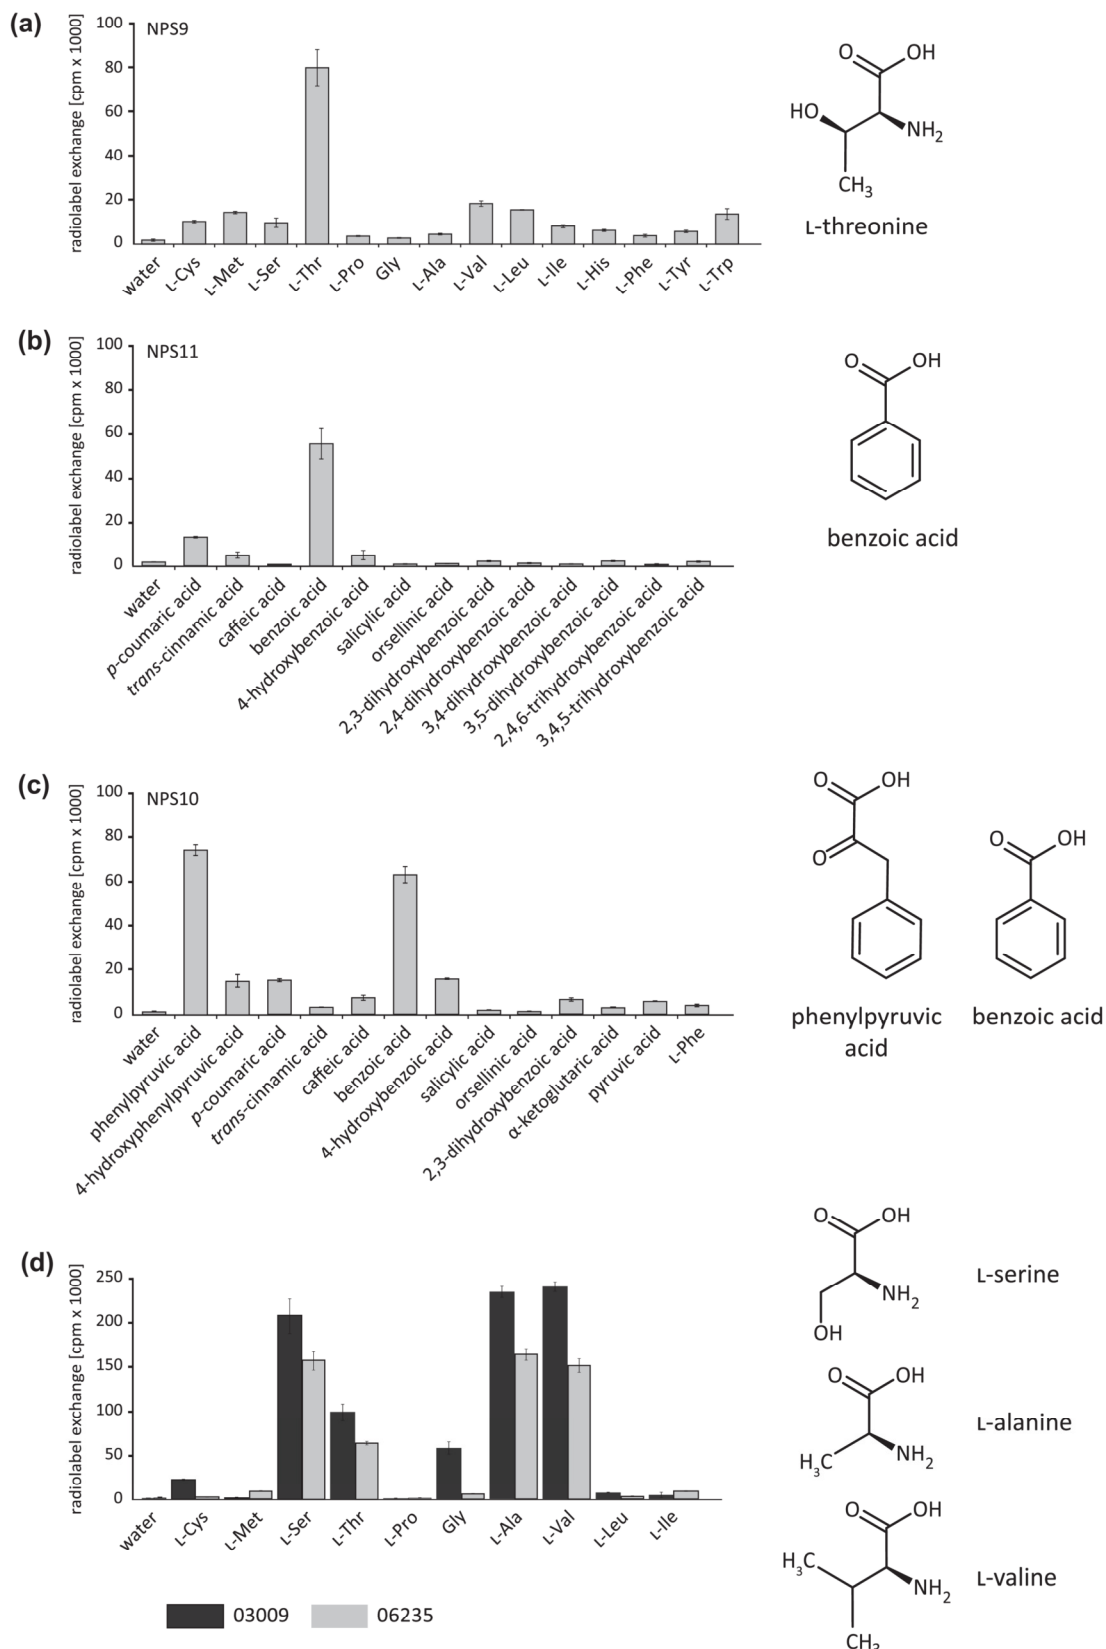 (a)
radiolabel exchange [cpm x 1000]
NPS9
100
80
60
40
20
0
water
L-Cys
L-Met
L-Ser
L-Thr
L-Pro
Gly
L-Ala
L-Val
L-Leu
L-Ile
L-His
L-Phe
L-Tyr
L-Trp
O
OH
HO
NH2
CH3
L-threonine
(b)
radiolabel exchange [cpm x 1000]
NPS11
100
80
60
40
20
0
water
p-coumaric acid
trans-cinnamic acid
caffeic acid
benzoic acid
4-hydroxybenzoic acid
salicylic acid
orsellinic acid
2,3-dihydroxybenzoic acid
2,4-dihydroxybenzoic acid
3,4-dihydroxybenzoic acid
3,5-dihydroxybenzoic acid
2,4,6-trihydroxybenzoic acid
3,4,5-trihydroxybenzoic acid
O
OH
benzoic acid
(c)
radiolabel exchange [cpm x 1000]
NPS10
100
80
60
40
20
0
water
phenylpyruvic acid
4-hydroxyphenylpyruvic acid
p-coumaric acid
trans-cinnamic acid
caffeic acid
benzoic acid
4-hydroxybenzoic acid
salicylic acid
orsellinic acid
2,3-dihydroxybenzoic acid
α-ketoglutaric acid
pyruvic acid
L-Phe
O
OH
O
O
OH
phenylpyruvic
acid
benzoic acid
(d)
radiolabel exchange [cpm x 1000]
250
200
150
100
50
0
water
L-Cys
L-Met
L-Ser
L-Thr
L-Pro
Gly
L-Ala
L-Val
L-Leu
L-Ile
03009
06235
O
OH
NH2
OH
L-serine
O
OH
H3C
NH2
L-alanine
O
OH
H3C
NH2
CH3
L-valine